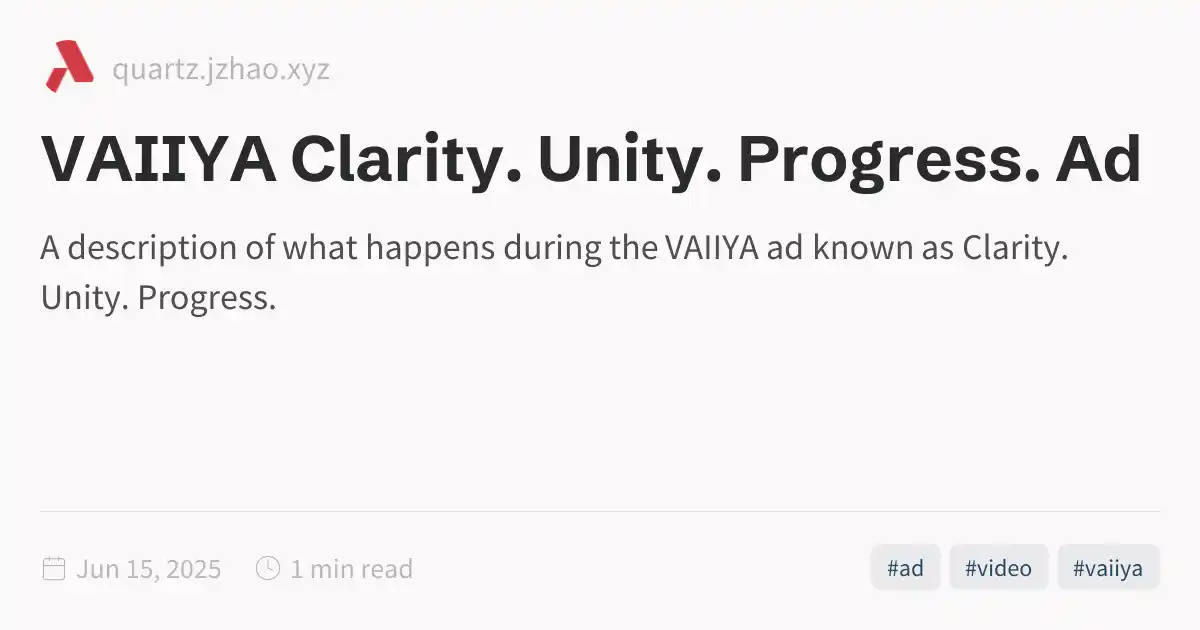 quartz.jzhao.xyz
VAIIYA Clarity. Unity. Progress. Ad
A description of what happens during the VAIIYA ad known as Clarity.
Unity. Progress.
Jun 15, 2025 1 min read #ad #video #vaiiya